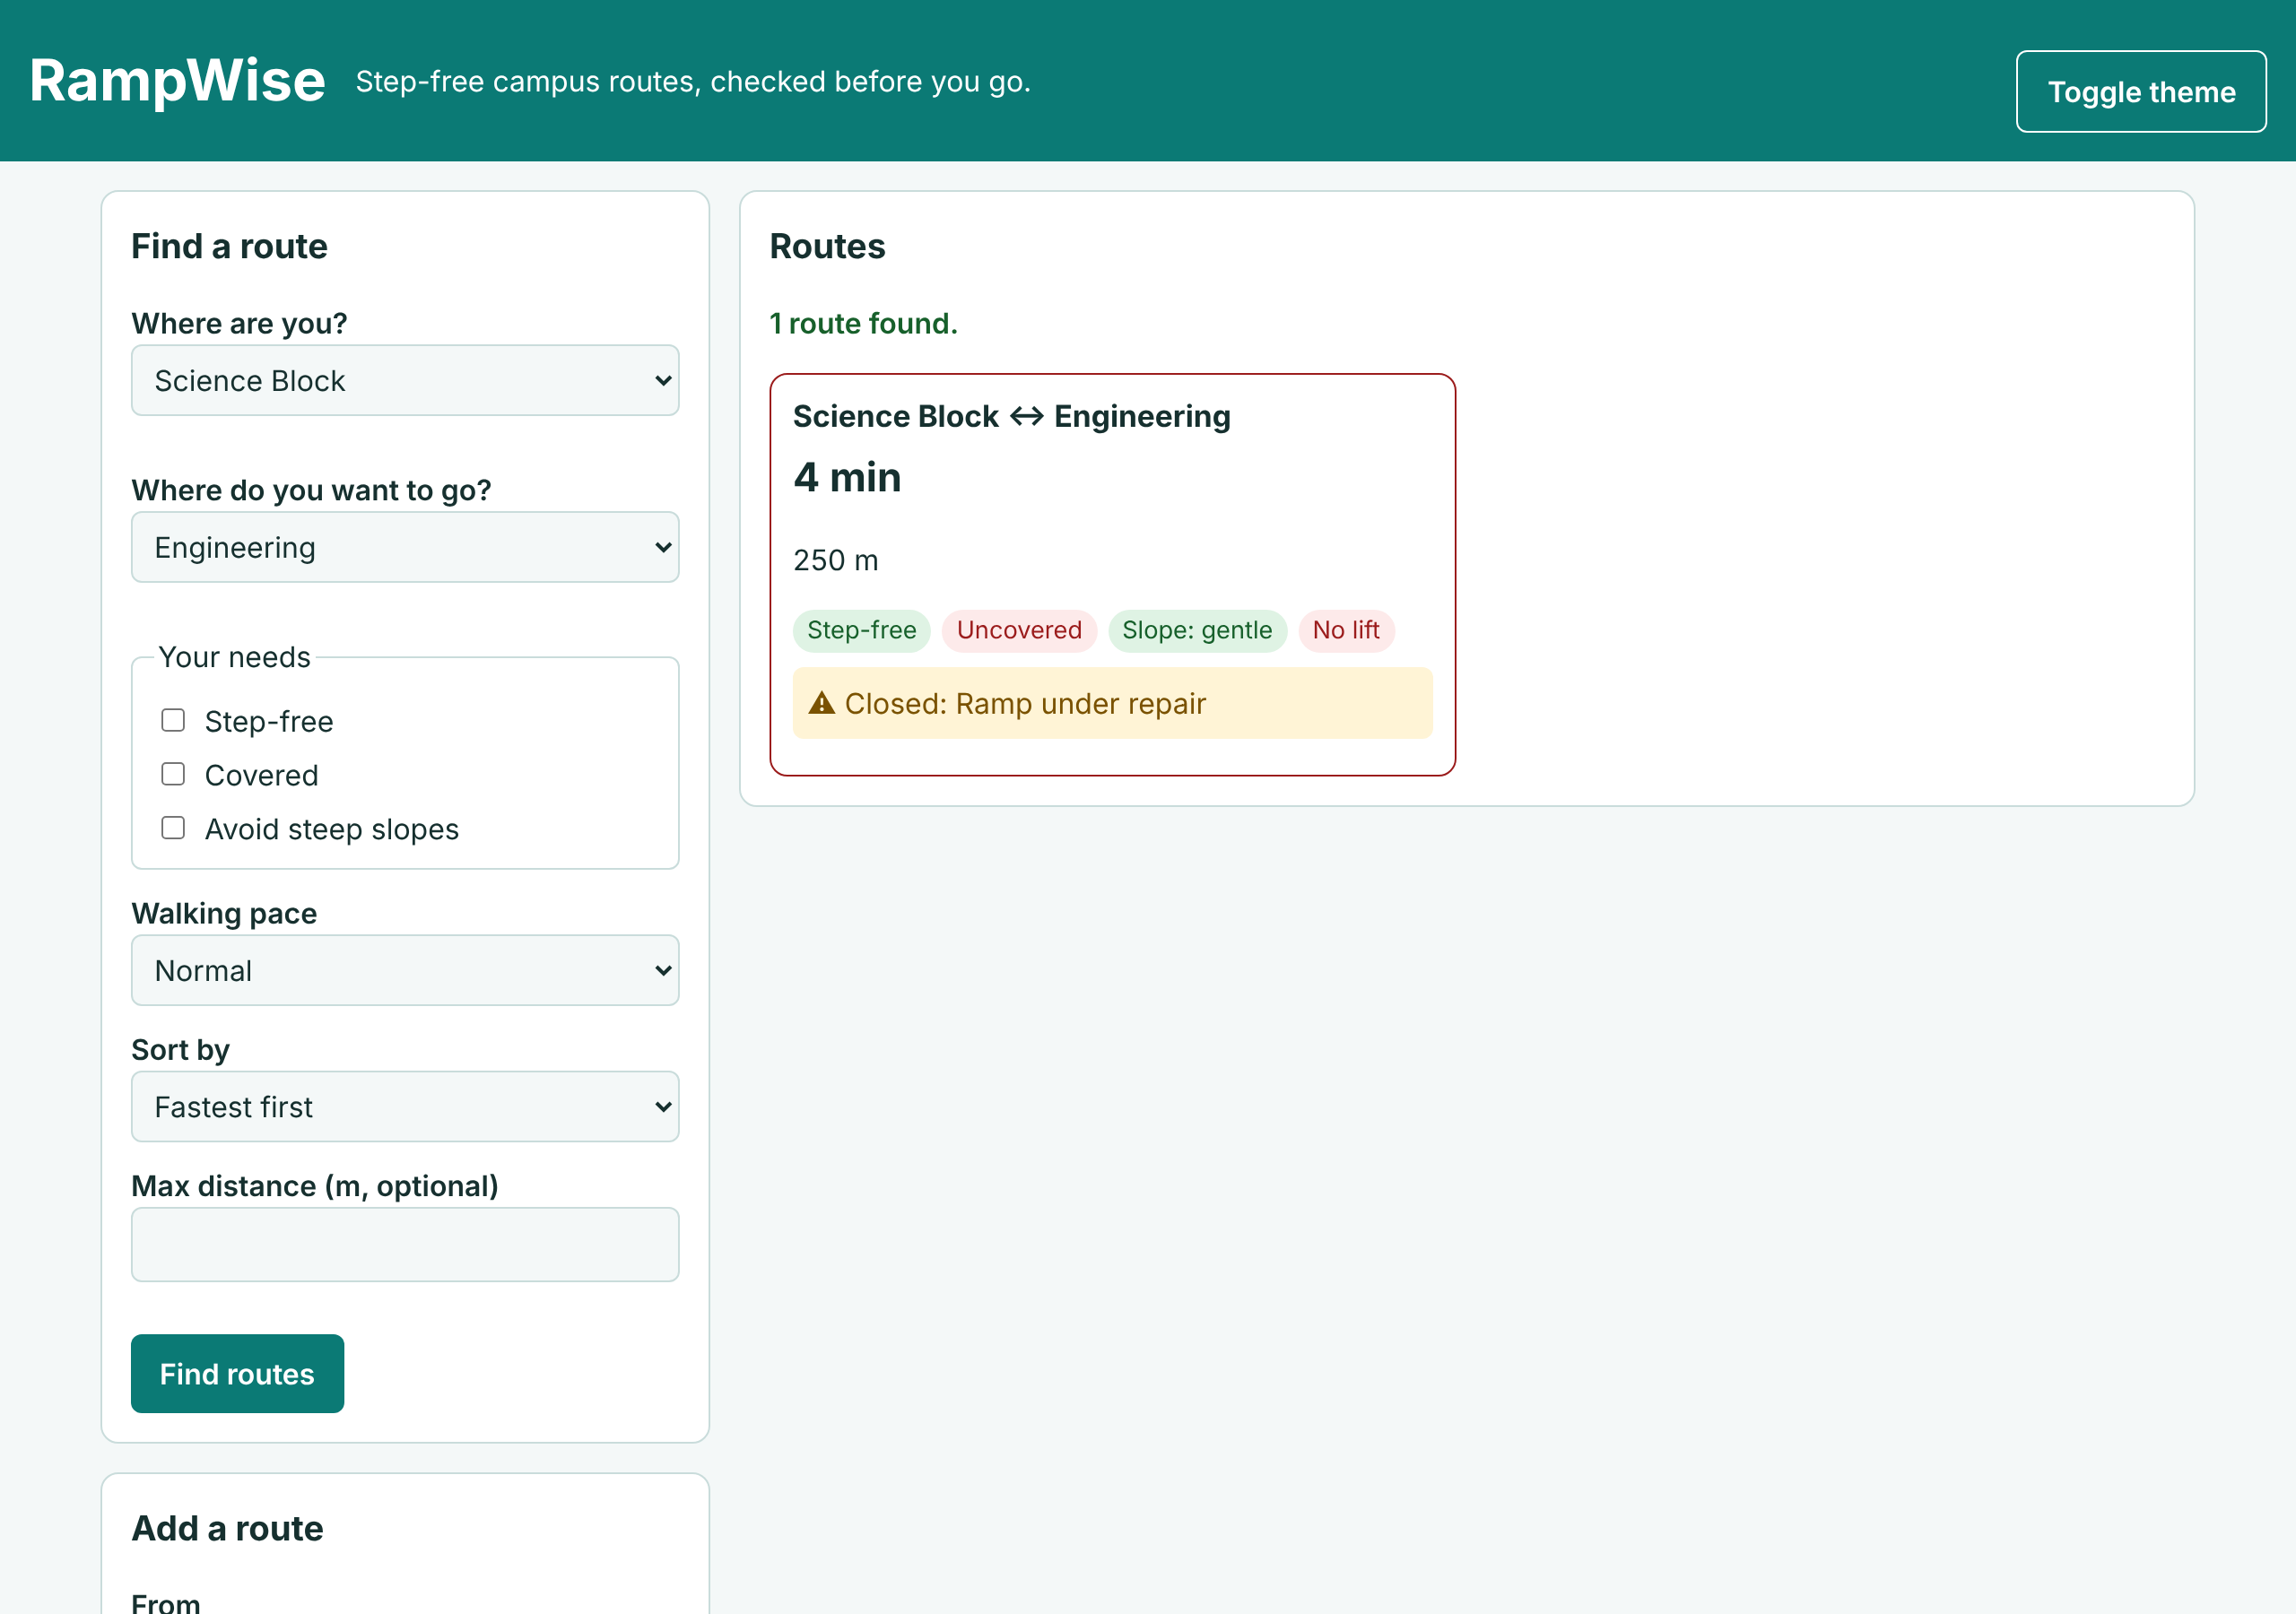 RampWise
Step-free campus routes, checked before you go.
Toggle theme
Find a route
Where are you?
Science Block
Where do you want to go?
Engineering
Your needs
Step-free
Covered
Avoid steep slopes
Walking pace
Normal
Sort by
Fastest first
Max distance (m, optional)
Find routes
Add a route
From
Routes
1 route found.
Science Block ↔ Engineering
4 min
250 m
Step-free Uncovered Slope: gentle No lift
⚠ Closed: Ramp under repair